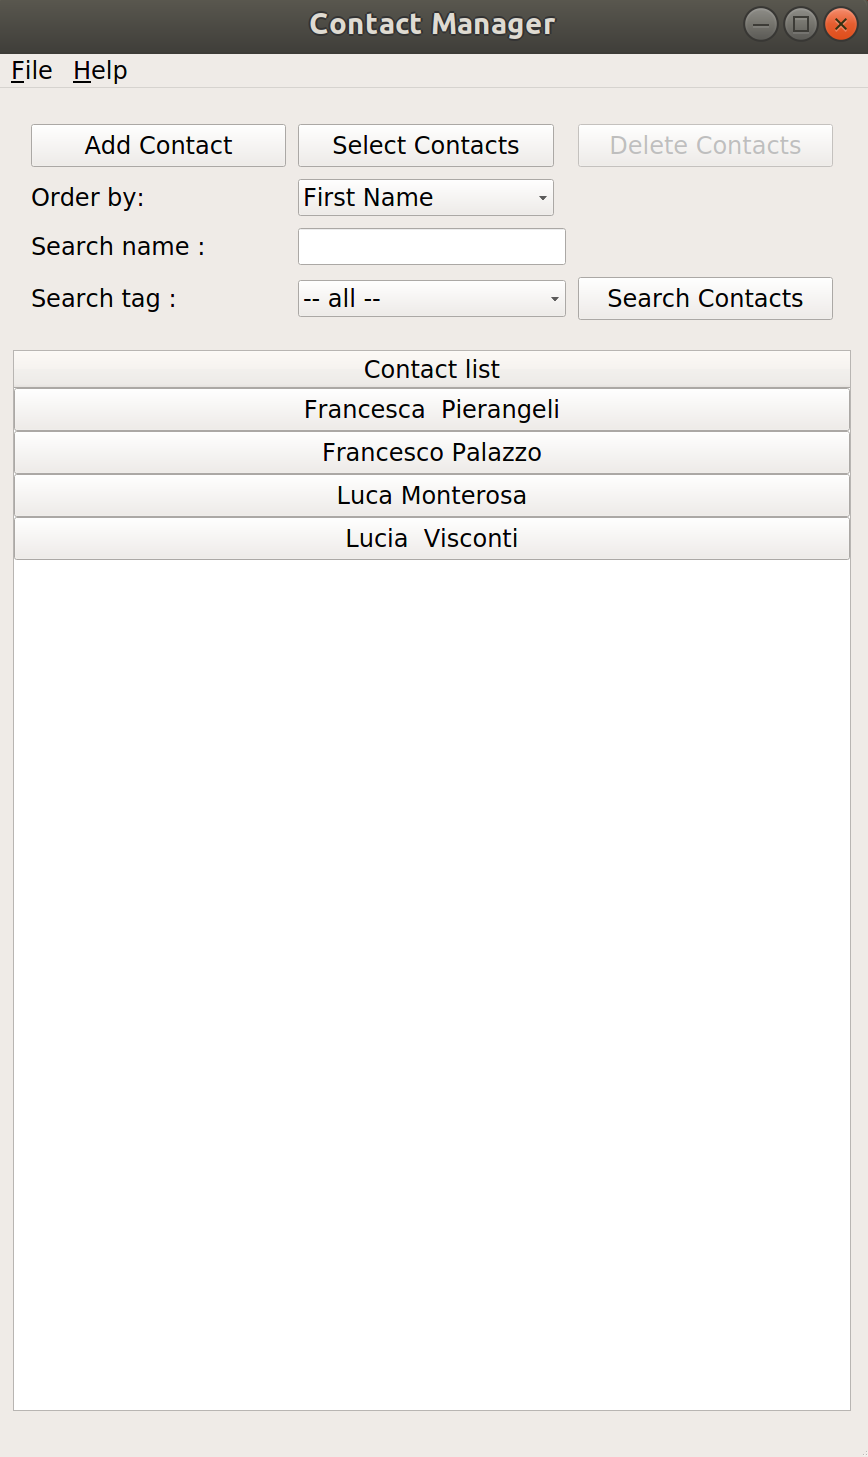 Contact Manager
File Help
Add Contact Select Contacts Delete Contacts
Order by: First Name
Search name :
Search tag : -- all -- Search Contacts
Contact list
Francesca  Pierangeli
Francesco Palazzo
Luca Monterosa
Lucia  Visconti